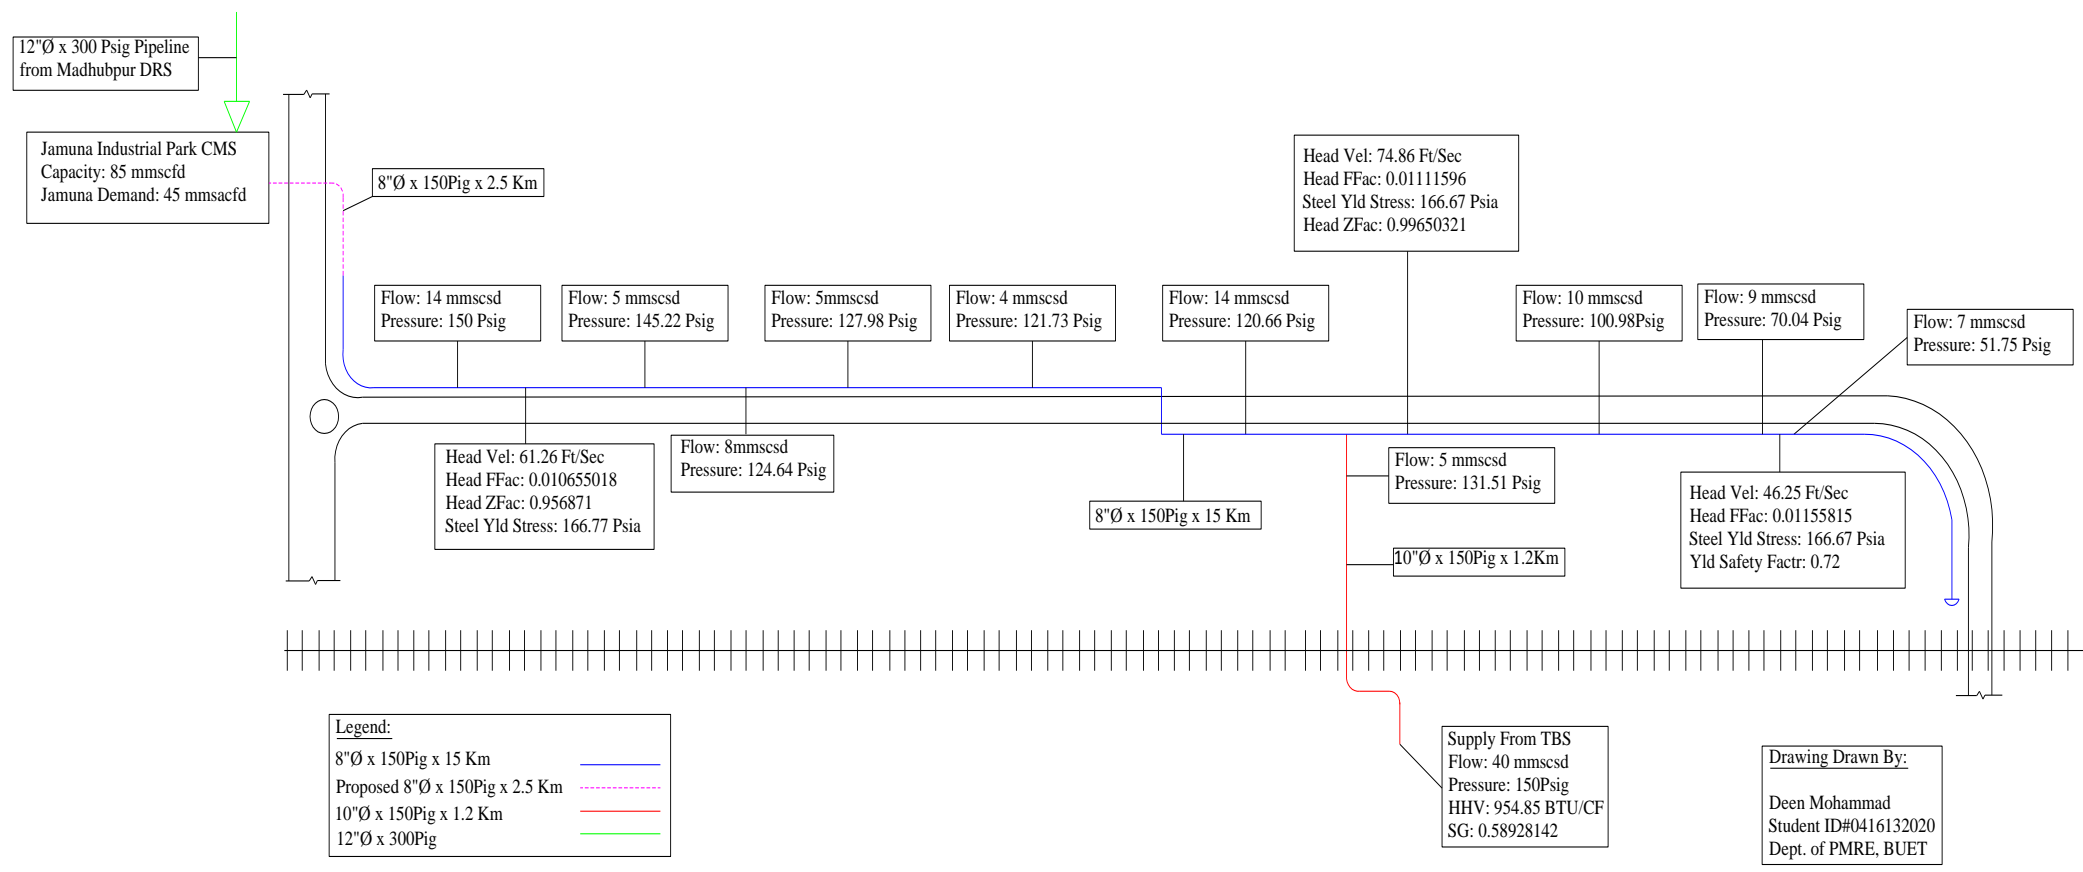 12"Ø x 300 Psig Pipeline
from Madhubpur DRS
Jamuna Industrial Park CMS
Capacity: 85 mmscfd
Jamuna Demand: 45 mmsacfd
8"Ø x 150Pig x 2.5 Km
Head Vel: 74.86 Ft/Sec
Head FFac: 0.01111596
Steel Yld Stress: 166.67 Psia
Head ZFac: 0.99650321
Flow: 14 mmscsd
Pressure: 150 Psig
Flow: 5 mmscsd
Pressure: 145.22 Psig
Flow: 5mmscsd
Pressure: 127.98 Psig
Flow: 4 mmscsd
Pressure: 121.73 Psig
Flow: 14 mmscsd
Pressure: 120.66 Psig
Flow: 10 mmscsd
Pressure: 100.98Psig
Flow: 9 mmscsd
Pressure: 70.04 Psig
Flow: 7 mmscsd
Pressure: 51.75 Psig
Head Vel: 61.26 Ft/Sec
Head FFac: 0.010655018
Head ZFac: 0.956871
Steel Yld Stress: 166.77 Psia
Flow: 8mmscsd
Pressure: 124.64 Psig
8"Ø x 150Pig x 15 Km
Flow: 5 mmscsd
Pressure: 131.51 Psig
10"Ø x 150Pig x 1.2Km
Head Vel: 46.25 Ft/Sec
Head FFac: 0.01155815
Steel Yld Stress: 166.67 Psia
Yld Safety Factr: 0.72
Legend:
8"Ø x 150Pig x 15 Km
Proposed 8"Ø x 150Pig x 2.5 Km
10"Ø x 150Pig x 1.2 Km
12"Ø x 300Pig
Supply From TBS
Flow: 40 mmscsd
Pressure: 150Psig
HHV: 954.85 BTU/CF
SG: 0.58928142
Drawing Drawn By:
Deen Mohammad
Student ID#0416132020
Dept. of PMRE, BUET